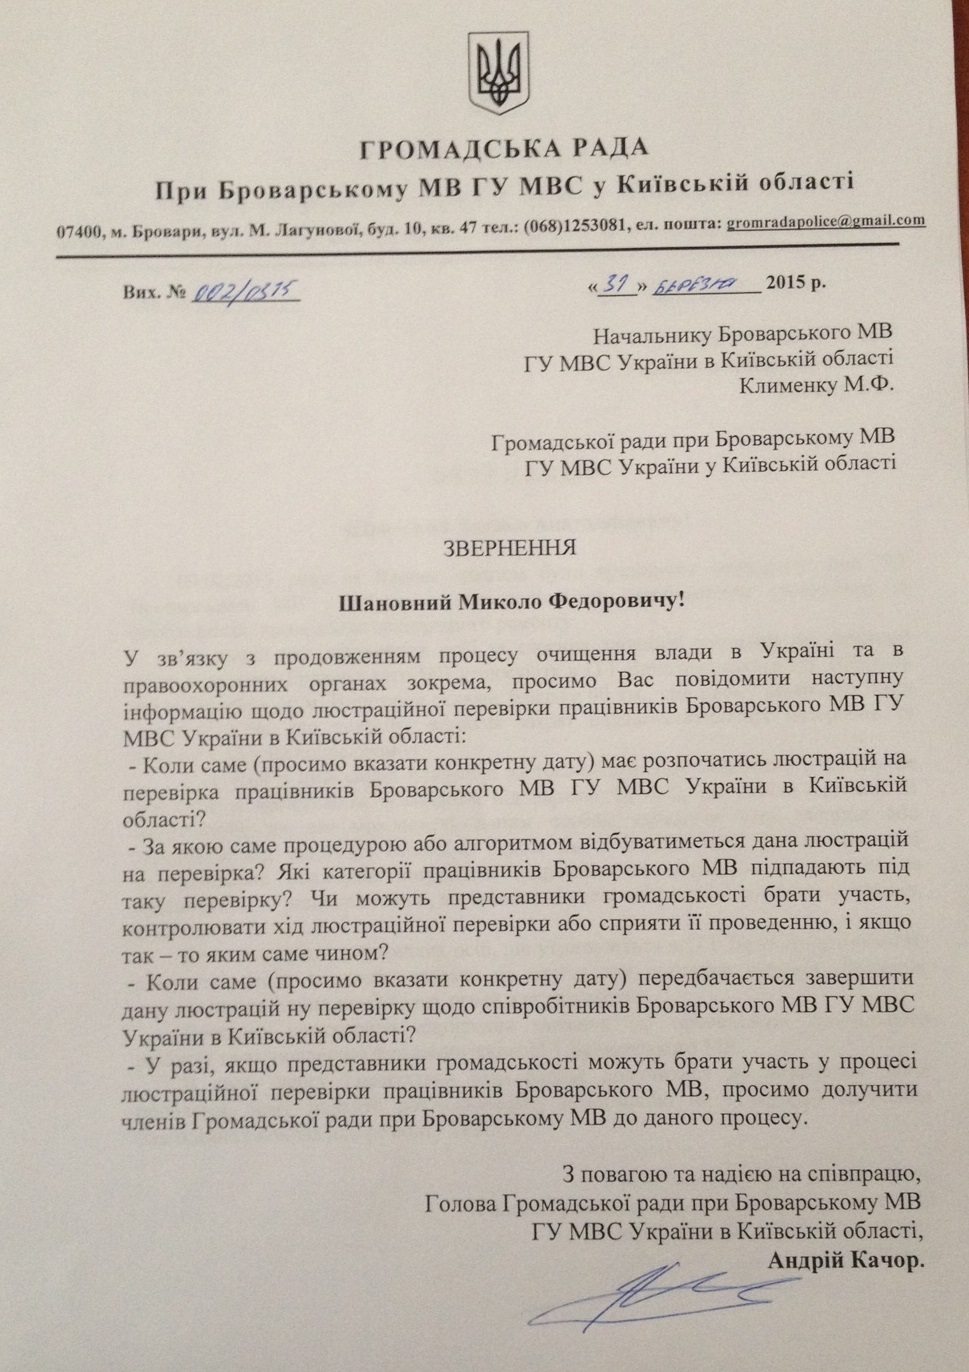 ГРОМАДСЬКА РАДА
При Броварському МВ ГУ МВС у Київській області
07400, м. Бровари, вул. М. Лагунової, буд. 10, кв. 47 тел.: (068)1253081, ел. пошта: gromradapolice@gmail.com
Вих. № 002/0315 «31» березня 2015 р.
Начальнику Броварського МВ
ГУ МВС України в Київській області
Клименку М.Ф.
Громадської ради при Броварському МВ
ГУ МВС України у Київській області
ЗВЕРНЕННЯ
Шановний Миколо Федоровичу!
У зв’язку з продовженням процесу очищення влади в Україні та в
правоохоронних органах зокрема, просимо Вас повідомити наступну
інформацію щодо люстраційної перевірки працівників Броварського МВ ГУ
МВС України в Київській області:
- Коли саме (просимо вказати конкретну дату) має розпочатись люстрацій на
перевірка працівників Броварського МВ ГУ МВС України в Київській
області?
- За якою саме процедурою або алгоритмом відбуватиметься дана люстрацій
на перевірка? Які категорії працівників Броварського МВ підпадають під
таку перевірку? Чи можуть представники громадськості брати участь,
контролювати хід люстраційної перевірки або сприяти її проведенню, і якщо
так – то яким саме чином?
- Коли саме (просимо вказати конкретну дату) передбачається завершити
дану люстрацій ну перевірку щодо співробітників Броварського МВ ГУ МВС
України в Київській області?
- У разі, якщо представники громадськості можуть брати участь у процесі
люстраційної перевірки працівників Броварського МВ, просимо долучити
членів Громадської ради при Броварському МВ до даного процесу.
З повагою та надією на співпрацю,
Голова Громадської ради при Броварському МВ
ГУ МВС України в Київській області,
Андрій Качор.